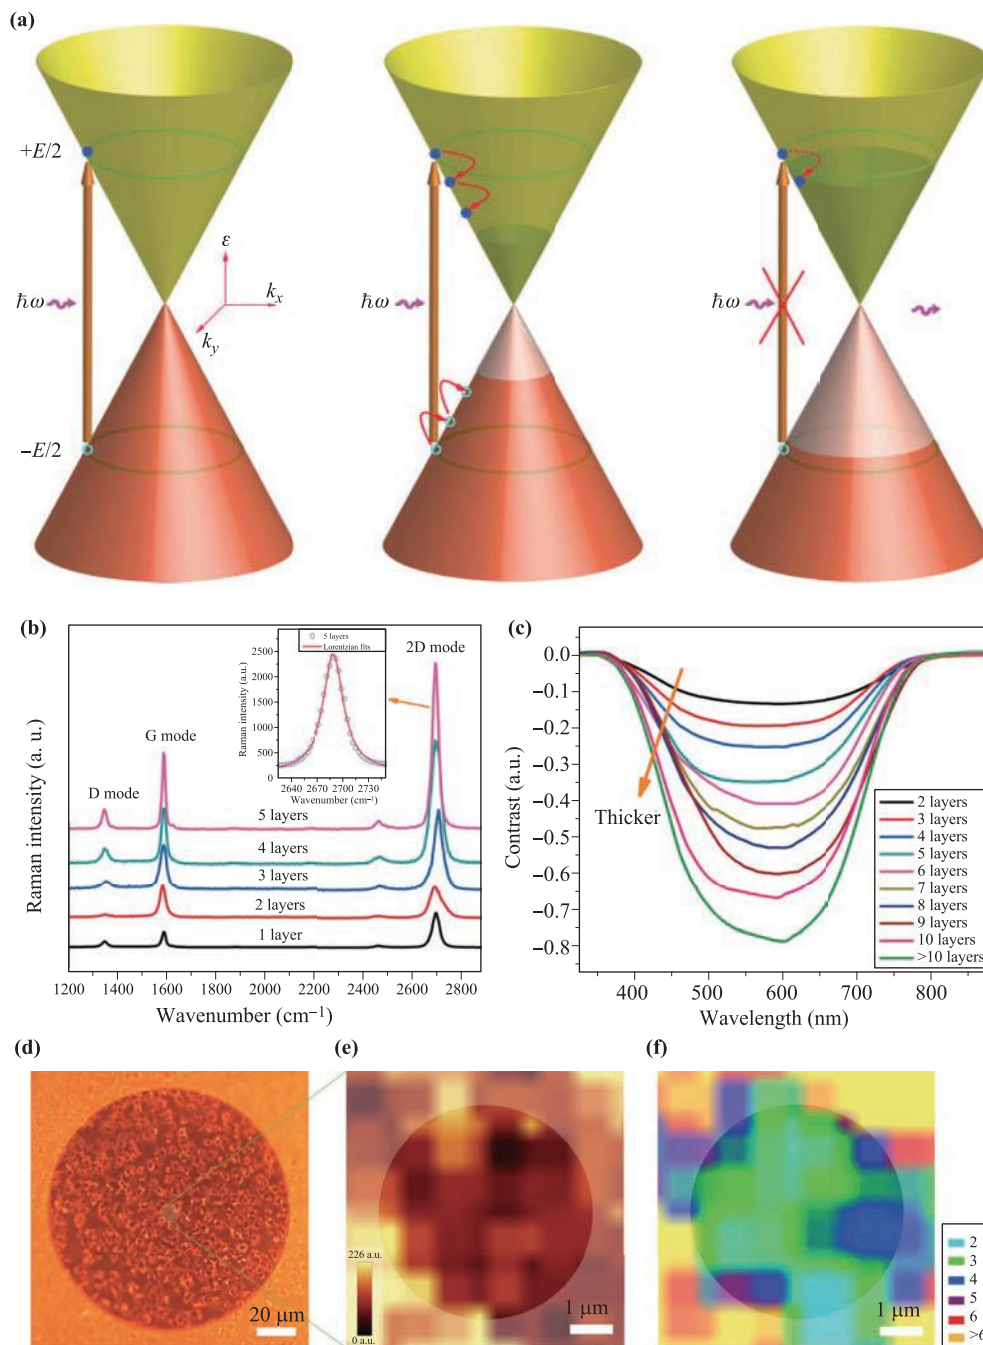 (a)
+E/2
ħω
−E/2
ε
k_x
k_y
ħω
ħω
(b)
Raman intensity (a. u.)
D mode
G mode
2D mode
5 layers
4 layers
3 layers
2 layers
1 layer
1200 1400 1600 1800 2000 2200 2400 2600 2800
Wavenumber (cm⁻¹)
5 layers
Lorentzian fits
Raman intensity (a.u.)
2500
2000
1500
1000
500
0
2640 2670 2700 2730
Wavenumber (cm⁻¹)
(c)
Contrast (a.u.)
0.0
−0.1
−0.2
−0.3
−0.4
−0.5
−0.6
−0.7
−0.8
Thicker
2 layers
3 layers
4 layers
5 layers
6 layers
7 layers
8 layers
9 layers
10 layers
>10 layers
400 500 600 700 800
Wavelength (nm)
(d)
20 μm
(e)
226 a.u.
0 a.u.
1 μm
(f)
1 μm
2
3
4
5
6
>6